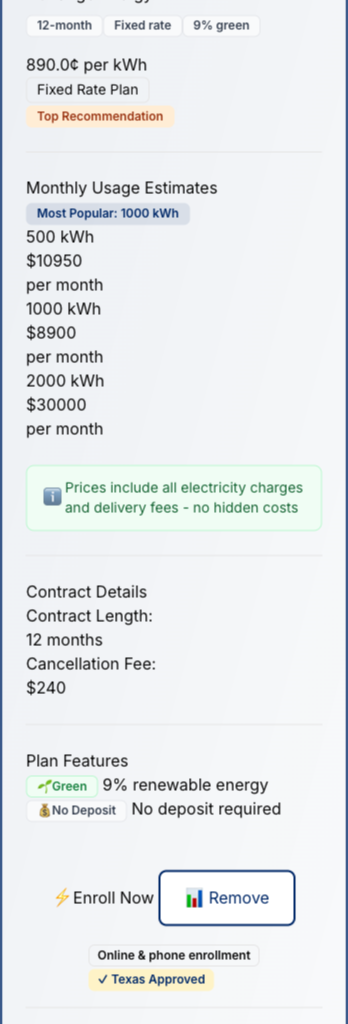 12-month Fixed rate 9% green
890.0¢ per kWh
Fixed Rate Plan
Top Recommendation
Monthly Usage Estimates
Most Popular: 1000 kWh
500 kWh
$10950
per month
1000 kWh
$8900
per month
2000 kWh
$30000
per month
Prices include all electricity charges
and delivery fees - no hidden costs
Contract Details
Contract Length:
12 months
Cancellation Fee:
$240
Plan Features
🌱Green 9% renewable energy
💰No Deposit No deposit required
⚡Enroll Now 📊 Remove
Online & phone enrollment
✓ Texas Approved